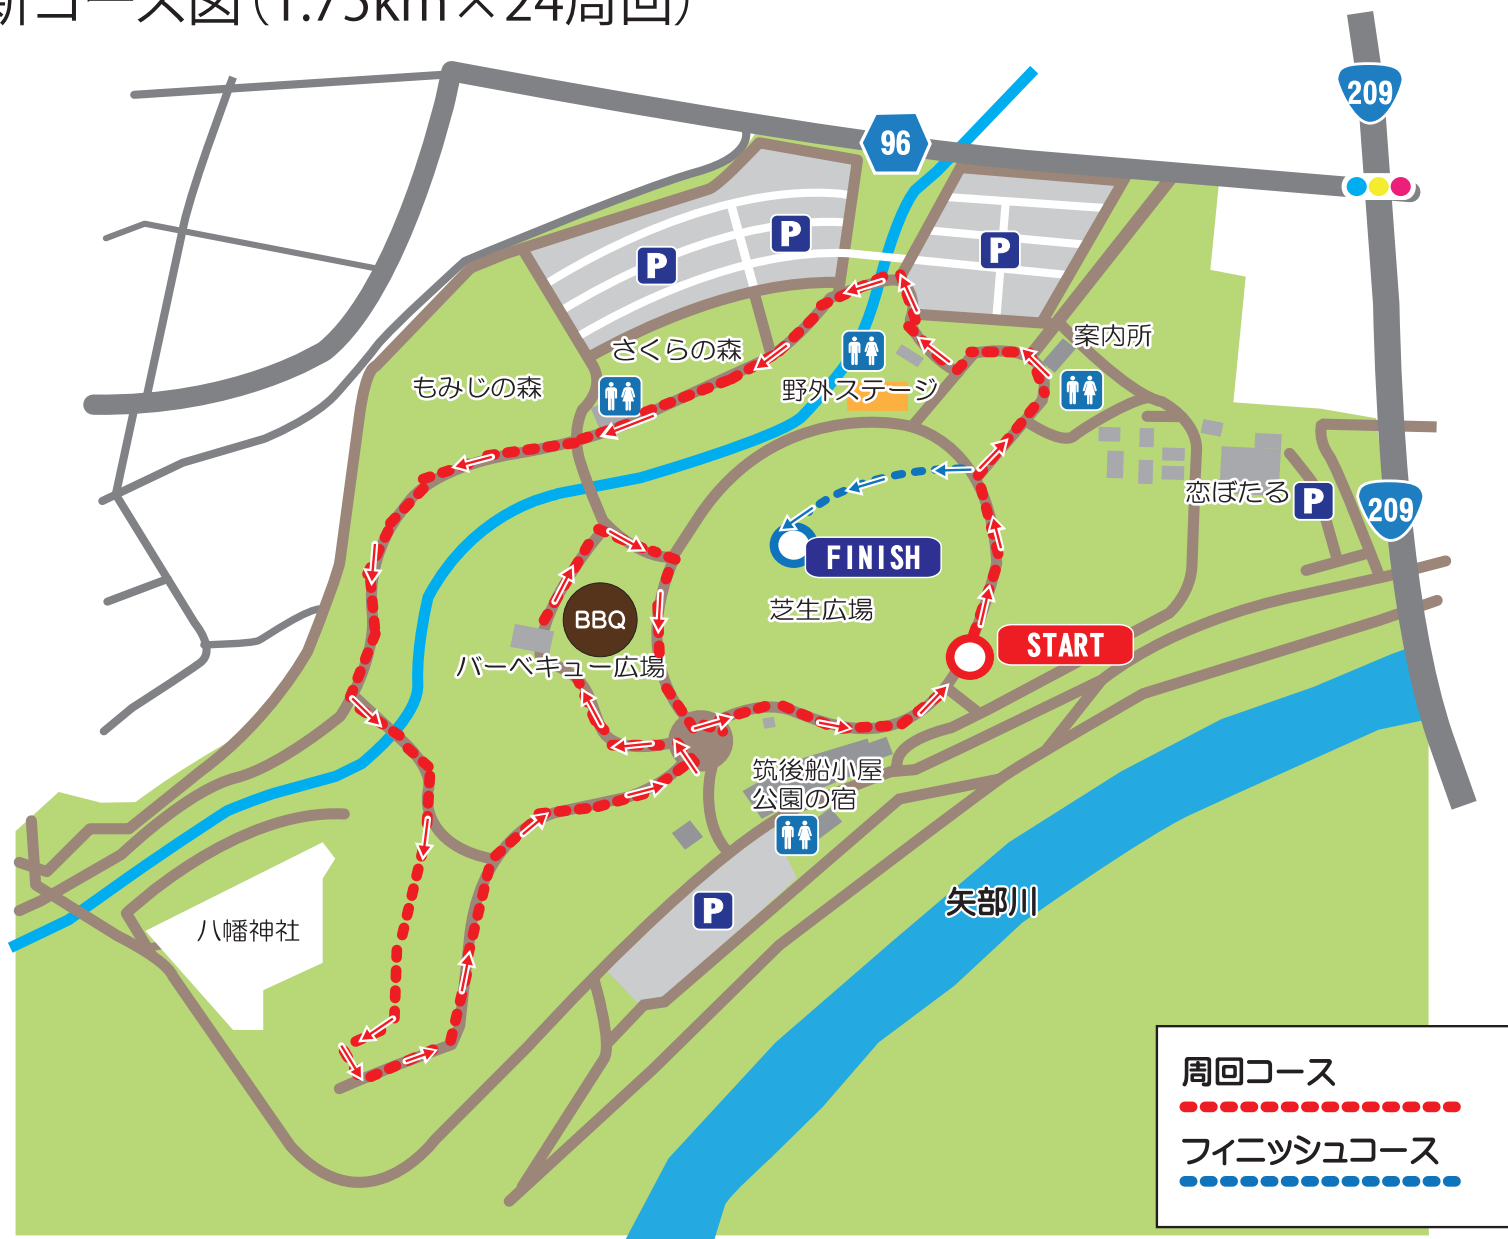 新コース図（1.75km×24周回）
209
96
P
P
P
案内所
さくらの森
もみじの森
野外ステージ
恋ぼたる
P
209
FINISH
芝生広場
BBQ
START
バーベキュー広場
筑後船小屋
公園の宿
矢部川
P
八幡神社
周回コース
フィニッシュコース